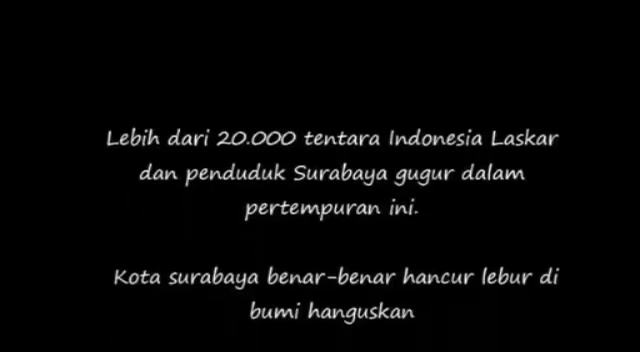 Lebih dari 20.000 tentara Indonesia Laskar
dan penduduk Surabaya gugur dalam
pertempuran ini.
Kota surabaya benar-benar hancur lebur di
bumi hanguskan